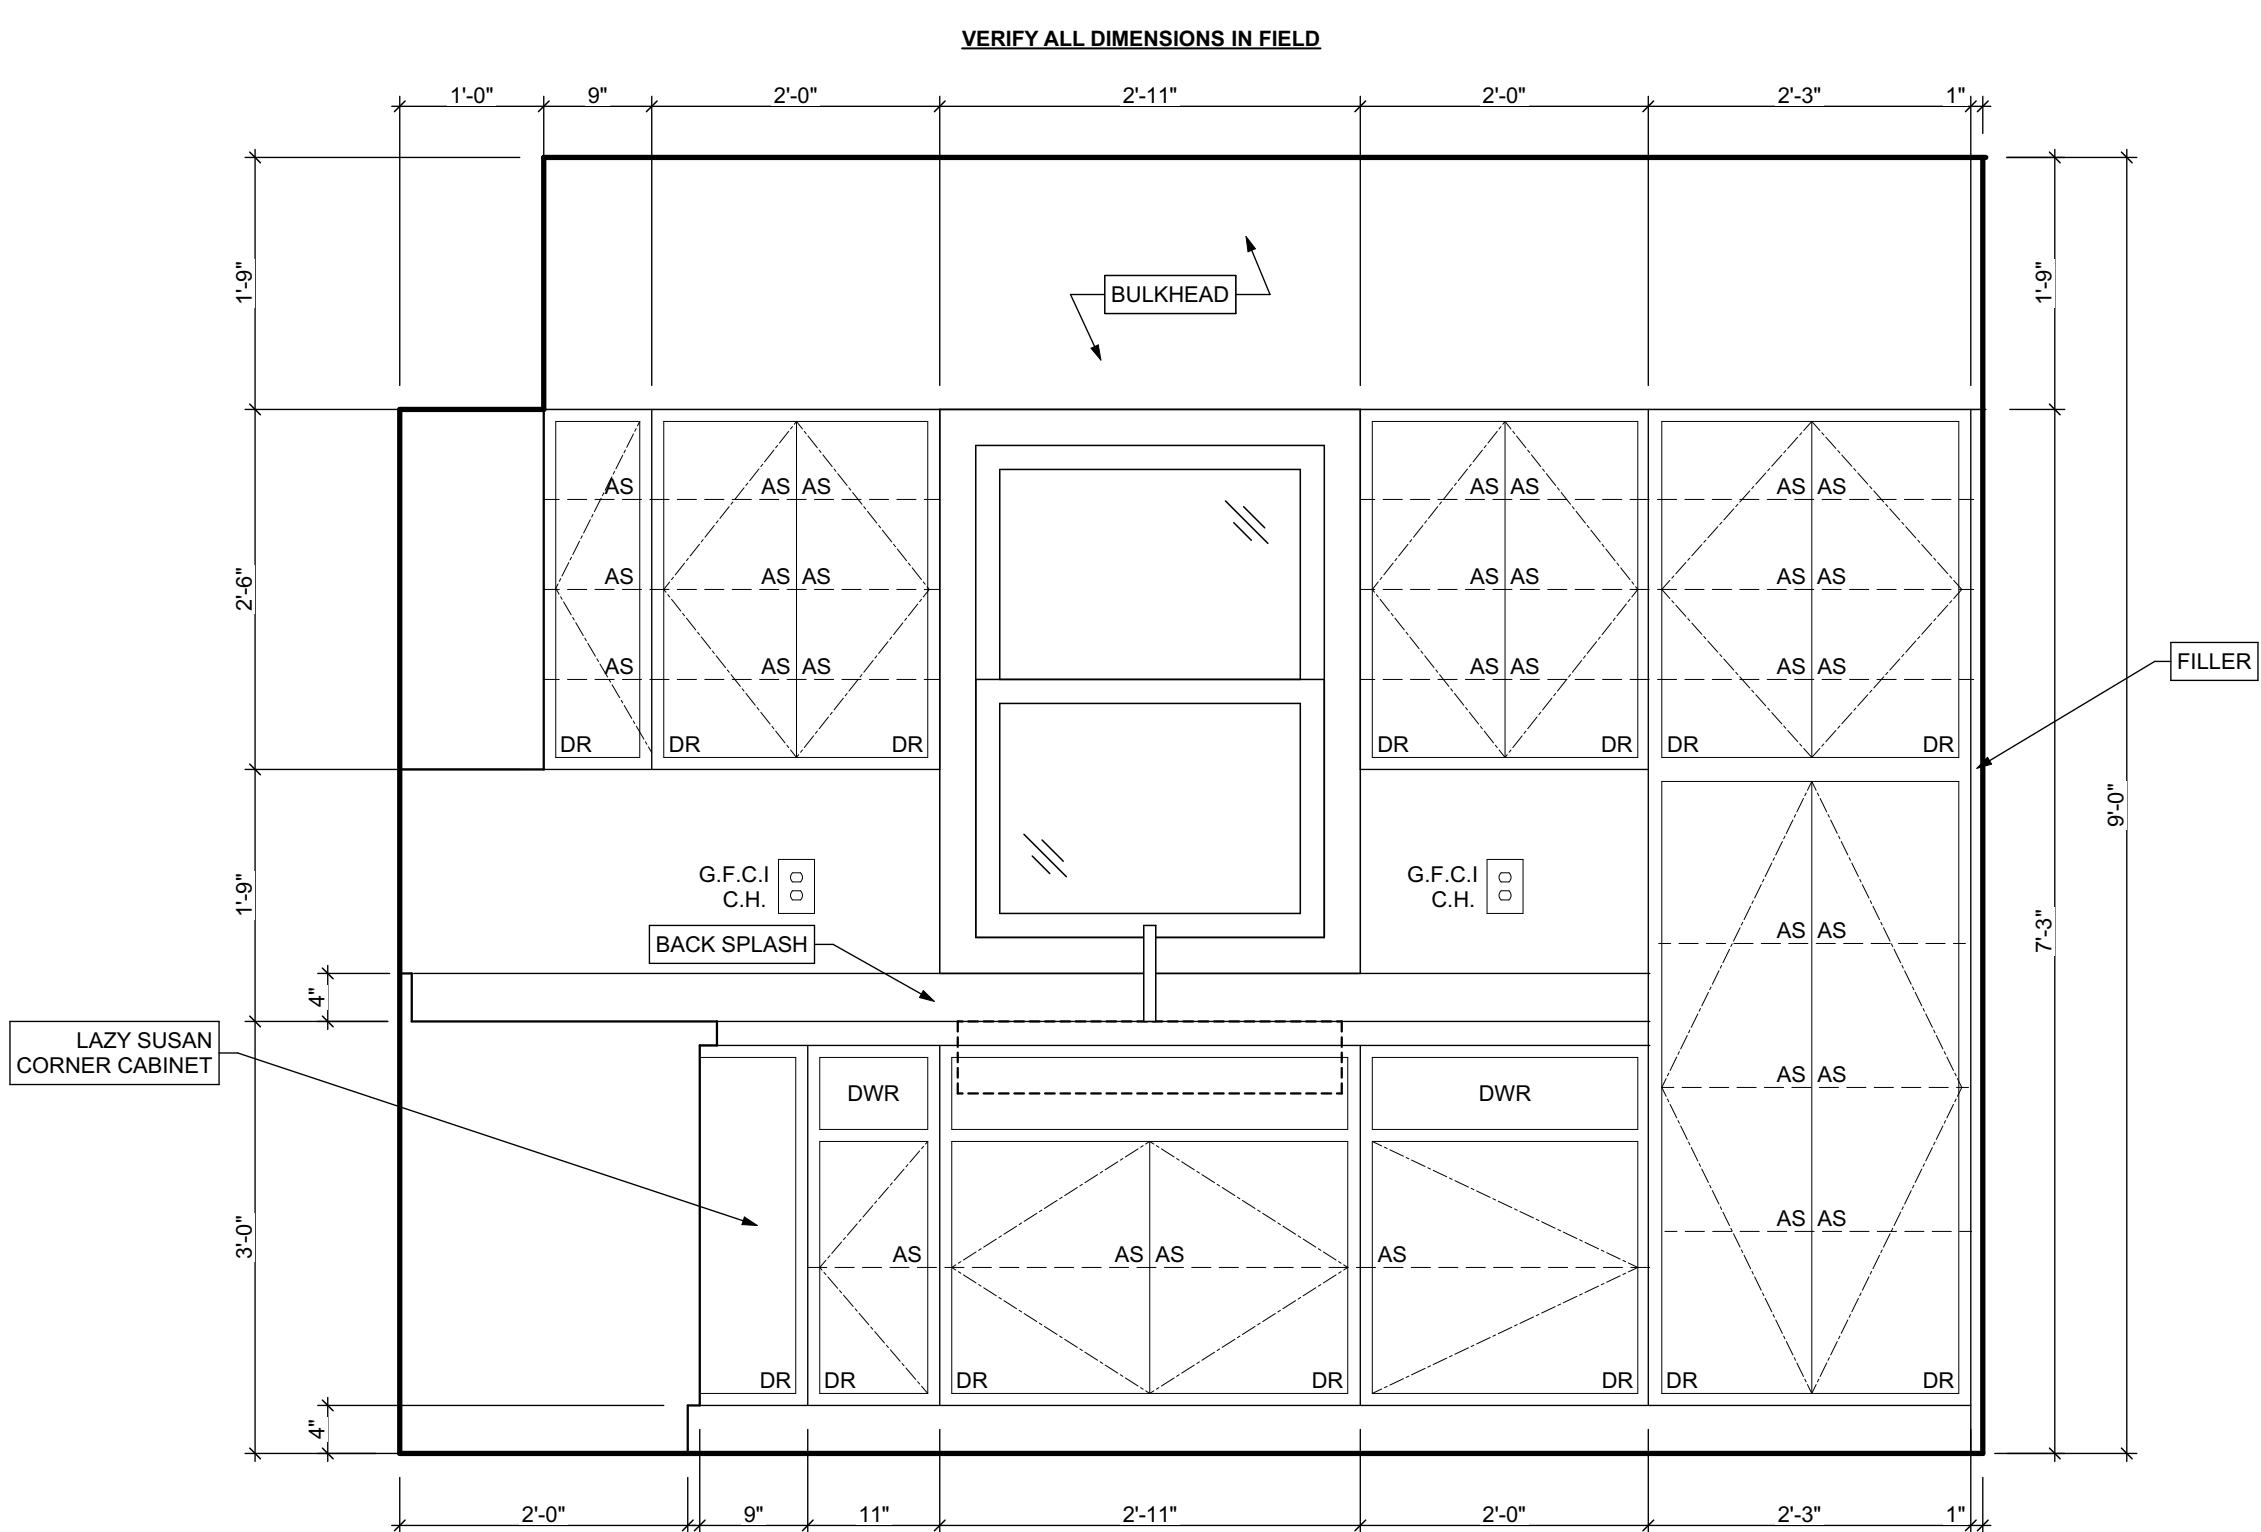 VERIFY ALL DIMENSIONS IN FIELD
1'-0" 9" 2'-0" 2'-11" 2'-0" 2'-3" 1"
1'-9"
BULKHEAD
1'-9"
AS AS AS AS AS AS AS
2'-6"
AS AS AS AS AS AS AS
AS AS AS AS AS AS AS
FILLER
DR DR DR DR DR DR DR
9'-0"
G.F.C.I
C.H.
G.F.C.I
C.H.
1'-9"
BACK SPLASH
7'-3"
AS AS
4"
LAZY SUSAN
CORNER CABINET
DWR DWR
AS AS
3'-0"
AS AS
AS AS AS AS
DR DR DR DR DR DR DR
4"
2'-0" 9" 11" 2'-11" 2'-0" 2'-3" 1"